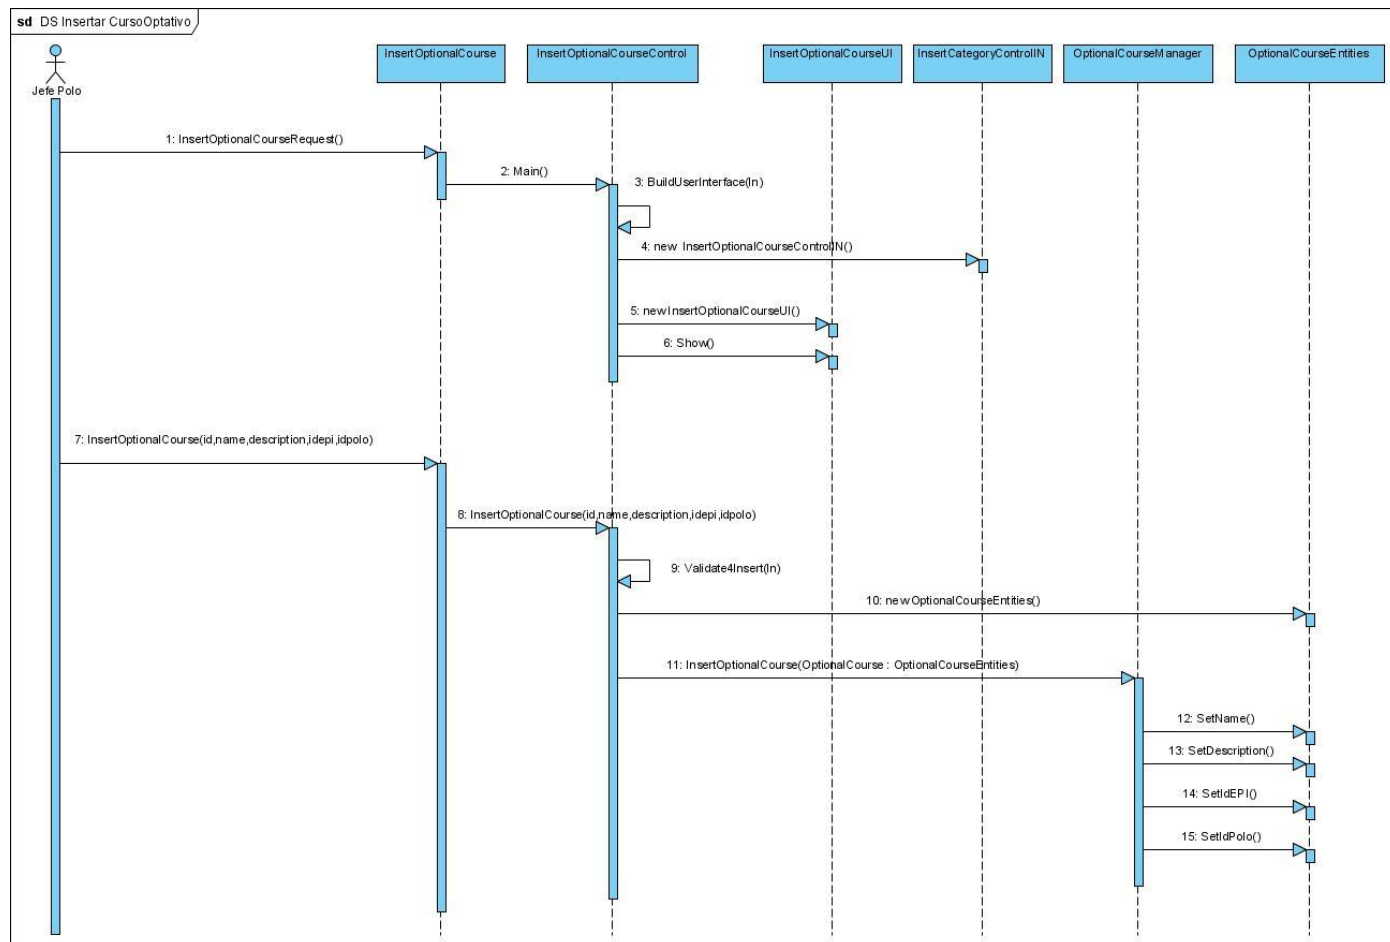 sd DS Insertar CursoOptativo
Jefe Polo
InsertOptionalCourse
InsertOptionalCourseControl
InsertOptionalCourseUI
InsertCategoryControlIN
OptionalCourseManager
OptionalCourseEntities
1: InsertOptionalCourseRequest()
2: Main()
3: BuildUserInterface(In)
4: new InsertOptionalCourseControlIN()
5: newInsertOptionalCourseUI()
6: Show()
7: InsertOptionalCourse(id,name,description,idepi,idpolo)
8: InsertOptionalCourse(id,name,description,idepi,idpolo)
9: Validate4Insert(In)
10: newOptionalCourseEntities()
11: InsertOptionalCourse(OptionalCourse : OptionalCourseEntities)
12: SetName()
13: SetDescription()
14: SetIdEPI()
15: SetIdPolo()